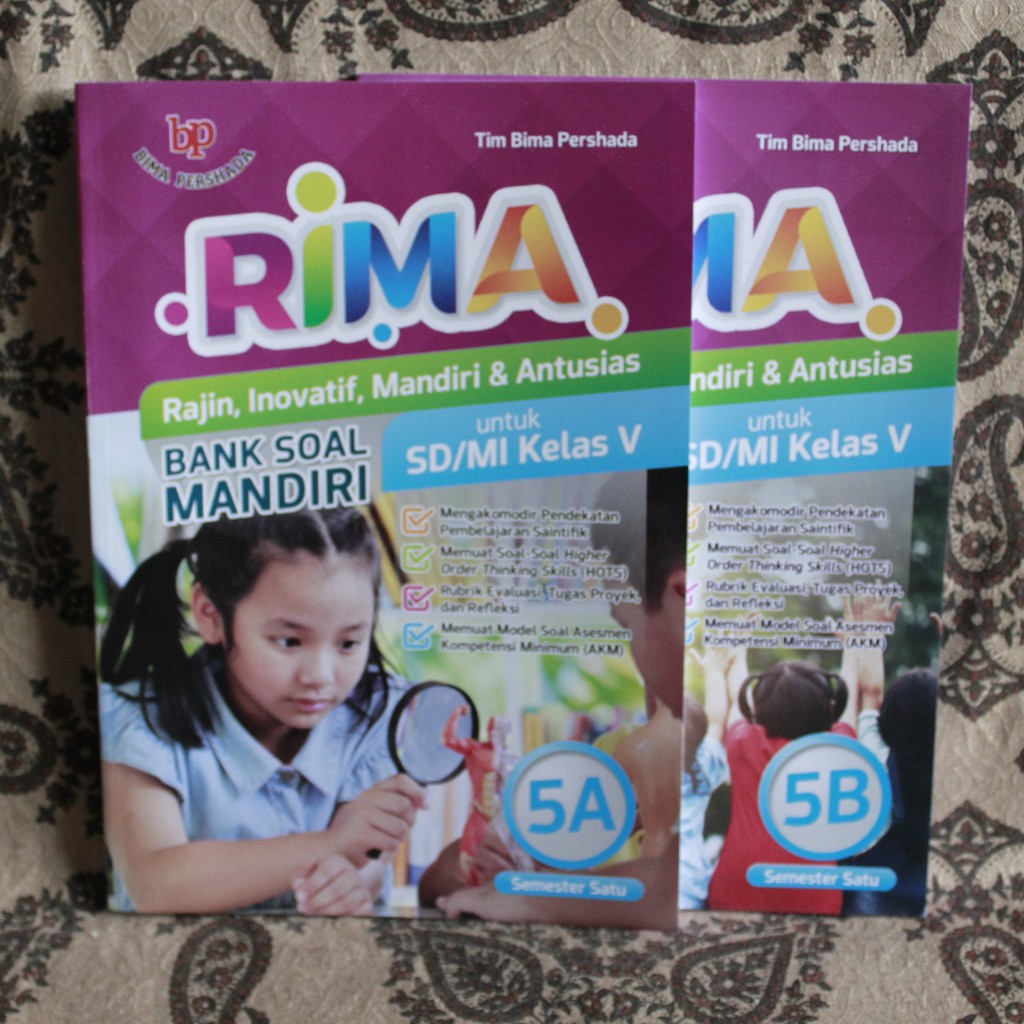 bp
BIMA PERSHADA
Tim Bima Pershada
RiMA
Rajin, Inovatif, Mandiri & Antusias
untuk
SD/MI Kelas V
BANK SOAL
MANDIRI
Mengakomodir Pendekatan
Pembelajaran Saintifik
Memuat Soal-Soal Higher
Order Thinking Skills (HOTS)
Rubrik Evaluasi, Tugas Proyek,
dan Refleksi
Memuat Model Soal Asesmen
Kompetensi Minimum (AKM)
5A
Semester Satu
Tim Bima Pershada
MA
ndiri & Antusias
untuk
SD/MI Kelas V
Mengakomodir Pendekatan
Pembelajaran Saintifik
Memuat Soal-Soal Higher
Order Thinking Skills (HOTS)
Rubrik Evaluasi, Tugas Proyek,
dan Refleksi
Memuat Model Soal Asesmen
Kompetensi Minimum (AKM)
5B
Semester Satu